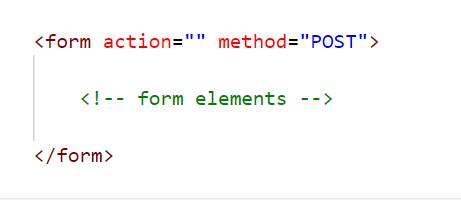 <form action="" method="POST">
<!-- form elements -->
</form>